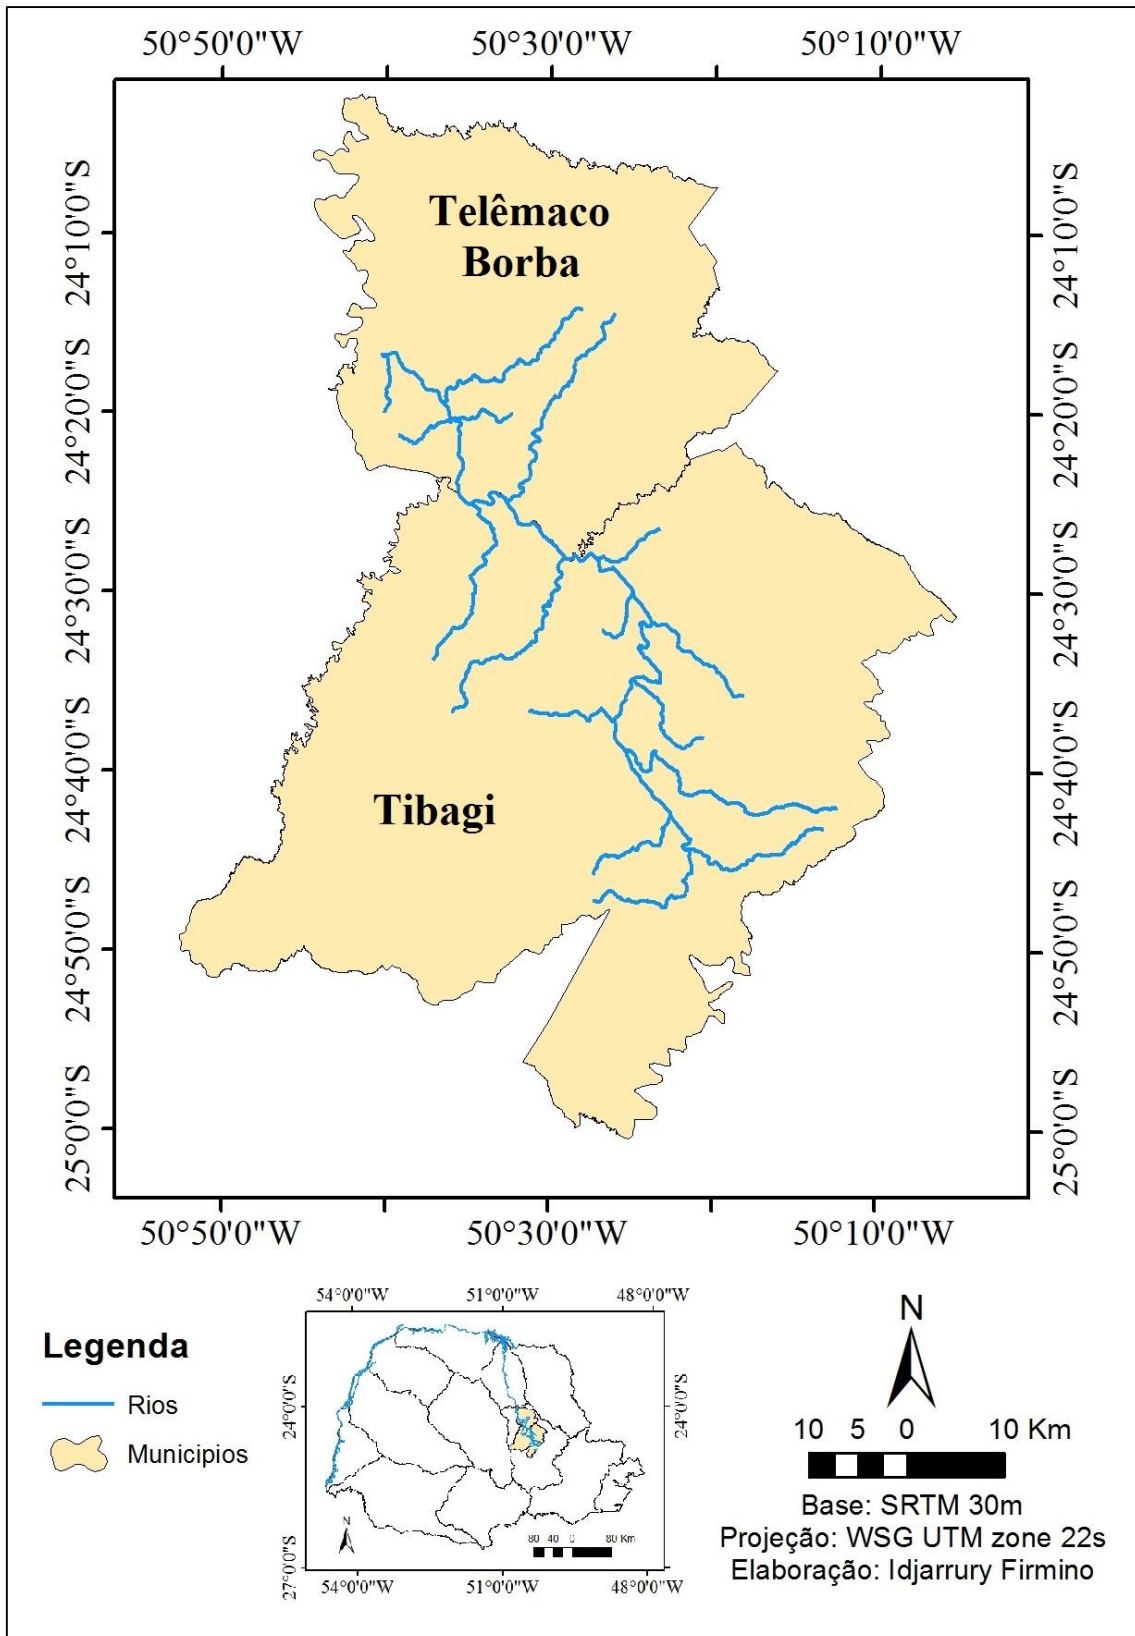 50°50'0"W 50°30'0"W 50°10'0"W
24°10'0"S 24°10'0"S
24°20'0"S 24°20'0"S
24°30'0"S 24°30'0"S
24°40'0"S 24°40'0"S
24°50'0"S 24°50'0"S
25°0'0"S 25°0'0"S
Telêmaco
Borba
Tibagi
50°50'0"W 50°30'0"W 50°10'0"W
Legenda
Rios
Municipios
54°0'0"W 51°0'0"W 48°0'0"W
24°0'0"S 24°0'0"S
27°0'0"S
N
80 40 0 80 Km
54°0'0"W 51°0'0"W 48°0'0"W
N
10 5 0 10 Km
Base: SRTM 30m
Projeção: WSG UTM zone 22s
Elaboração: Idjarrury Firmino